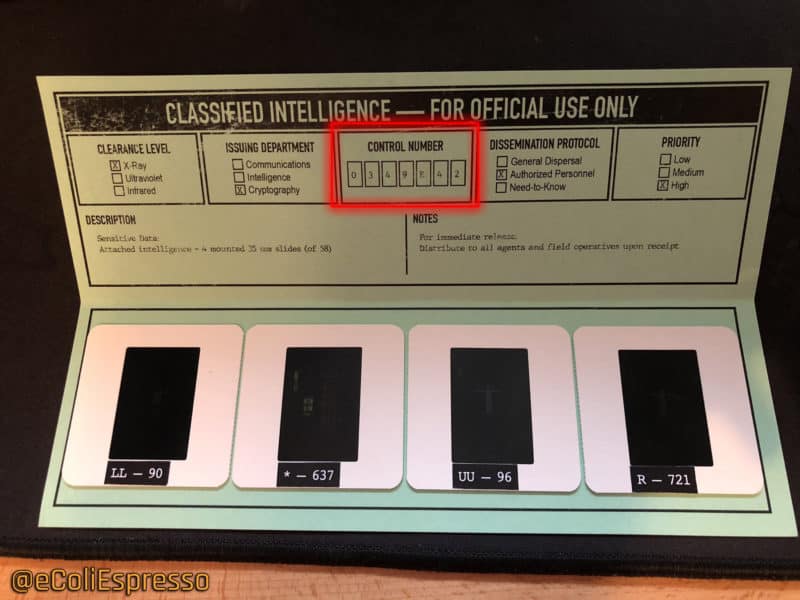 CLASSIFIED INTELLIGENCE — FOR OFFICIAL USE ONLY
CLEARANCE LEVEL
X X-Ray
Ultraviolet
Infrared
ISSUING DEPARTMENT
Communications
Intelligence
X Cryptography
CONTROL NUMBER
0 3 4 9 E 4 2
DISSEMINATION PROTOCOL
General Dispersal
X Authorized Personnel
Need-to-Know
PRIORITY
Low
Medium
X High
DESCRIPTION
Sensitive Data:
Attached intelligence - 4 mounted 35 mm slides (of 58)
NOTES
For immediate release.
Distribute to all agents and field operatives upon receipt
LL — 90
* — 637
UU — 96
R — 721
@eColiEspresso